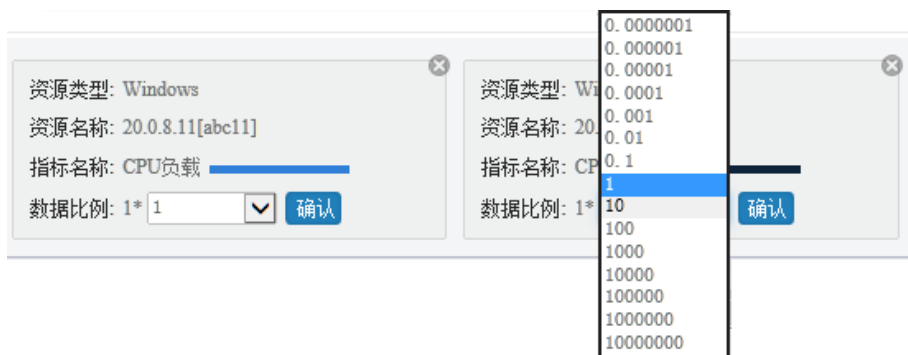 资源类型: Windows
资源名称: 20.0.8.11[abc11]
指标名称: CPU负载
数据比例: 1* 1
确认
资源类型: Wi
资源名称: 20.
指标名称: CP
数据比例: 1*
确认
0.0000001
0.000001
0.00001
0.0001
0.001
0.01
0.1
1
10
100
1000
10000
100000
1000000
10000000